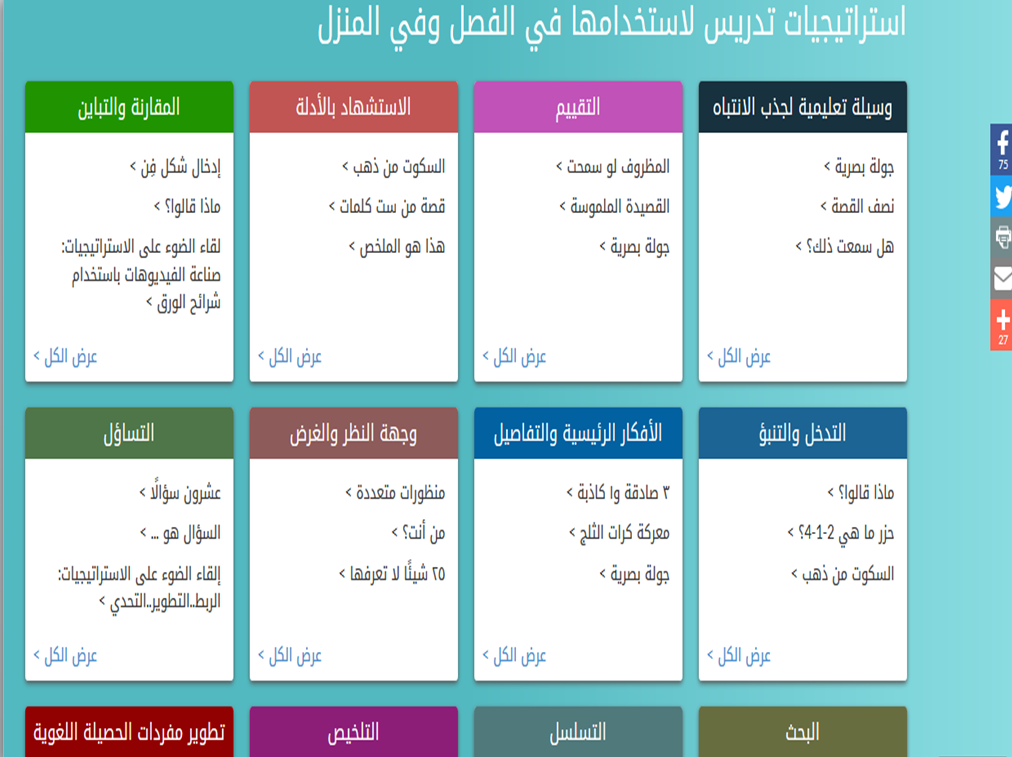 استراتيجيات تدريس لاستخدامها في الفصل وفي المنزل
وسيلة تعليمية لجذب الانتباه
جولة بصرية >
نصف القصة >
هل سمعت ذلك؟ >
عرض الكل >
التقييم
المظروف لو سمحت >
القصيدة الملموسة >
جولة بصرية >
عرض الكل >
الاستشهاد بالأدلة
السكوت من ذهب >
قصة من ست كلمات >
هذا هو الملخص >
عرض الكل >
المقارنة والتباين
إدخال شكل فِن >
ماذا قالوا؟ >
لقاء الضوء على الاستراتيجيات:
صناعة الفيديوهات باستخدام
شرائح الورق >
عرض الكل >
التدخل والتنبؤ
ماذا قالوا؟ >
حزر ما هي 2-1-4؟ >
السكوت من ذهب >
عرض الكل >
الأفكار الرئيسية والتفاصيل
٣ صادقة و١ كاذبة >
معركة كرات الثلج >
جولة بصرية >
عرض الكل >
وجهة النظر والغرض
منظورات متعددة >
من أنت؟ >
٢٥ شيئًا لا تعرفها >
عرض الكل >
التساؤل
عشرون سؤالًا >
السؤال هو ... >
إلقاء الضوء على الاستراتيجيات:
الربط..التطوير..التحدي >
عرض الكل >
البحث
التسلسل
التلخيص
تطوير مفردات الحصيلة اللغوية
75
27